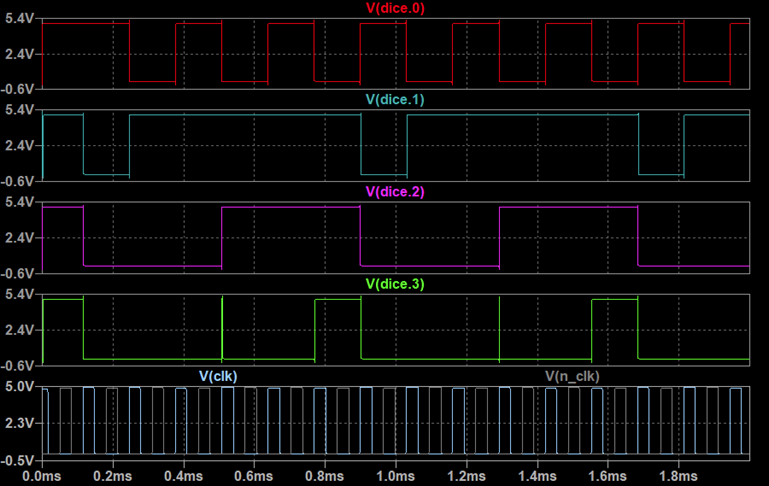 V(dice.0)
5.4V
2.4V
-0.6V
V(dice.1)
5.4V
2.4V
-0.6V
V(dice.2)
5.4V
2.4V
-0.6V
V(dice.3)
5.4V
2.4V
-0.6V
V(clk) V(n_clk)
5.0V
2.3V
-0.5V
0.0ms 0.2ms 0.4ms 0.6ms 0.8ms 1.0ms 1.2ms 1.4ms 1.6ms 1.8ms